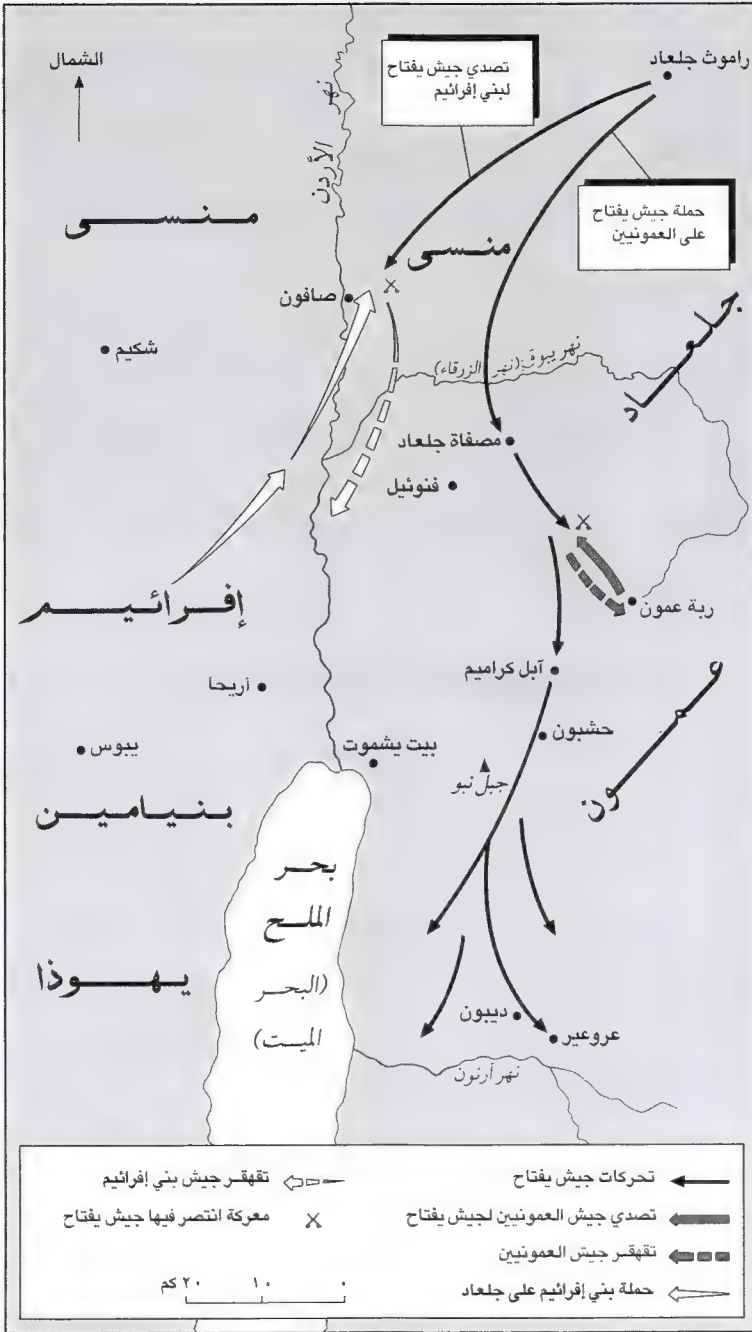 الشمال
تصدي جيش يفتاح
لبني إفرائيم
راموث جلعاد
نهر الأردن
حملة جيش يفتاح
على العمونيين
منسى
منسى
جلعاد
صافون
شكيم
نهر يبوق (نهر الزرقاء)
مصفاة جلعاد
فنوئيل
إفرائيم
ربة عمون
آبل كراميم
عمون
أريحا
حشبون
يبوس
بيت يشموت
جبل نبو
بنيامين
بحر
الملح
(البحر
الميت)
يهوذا
ديبون
عروعير
نهر أرنون
تحركات جيش يفتاح
تصدي جيش العمونيين لجيش يفتاح
تقهقر جيش العمونيين
حملة بني إفرائيم على جلعاد
تقهقر جيش بني إفرائيم
معركة انتصر فيها جيش يفتاح
٠ ١٠ ٢٠ كم